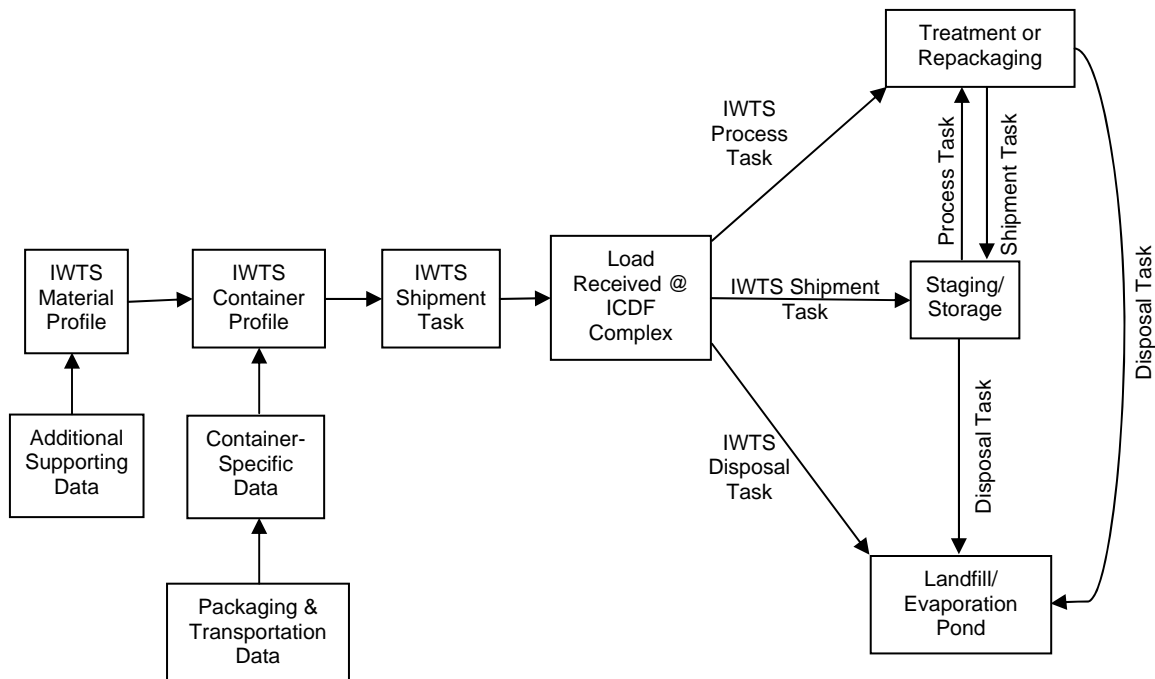 Treatment or
Repackaging
IWTS
Process
Task
Process Task
Shipment Task
IWTS
Material
Profile
IWTS
Container
Profile
IWTS
Shipment
Task
Load
Received @
ICDF
Complex
IWTS Shipment
Task
Staging/
Storage
Disposal Task
Additional
Supporting
Data
Container-
Specific
Data
IWTS
Disposal
Task
Disposal Task
Packaging &
Transportation
Data
Landfill/
Evaporation
Pond